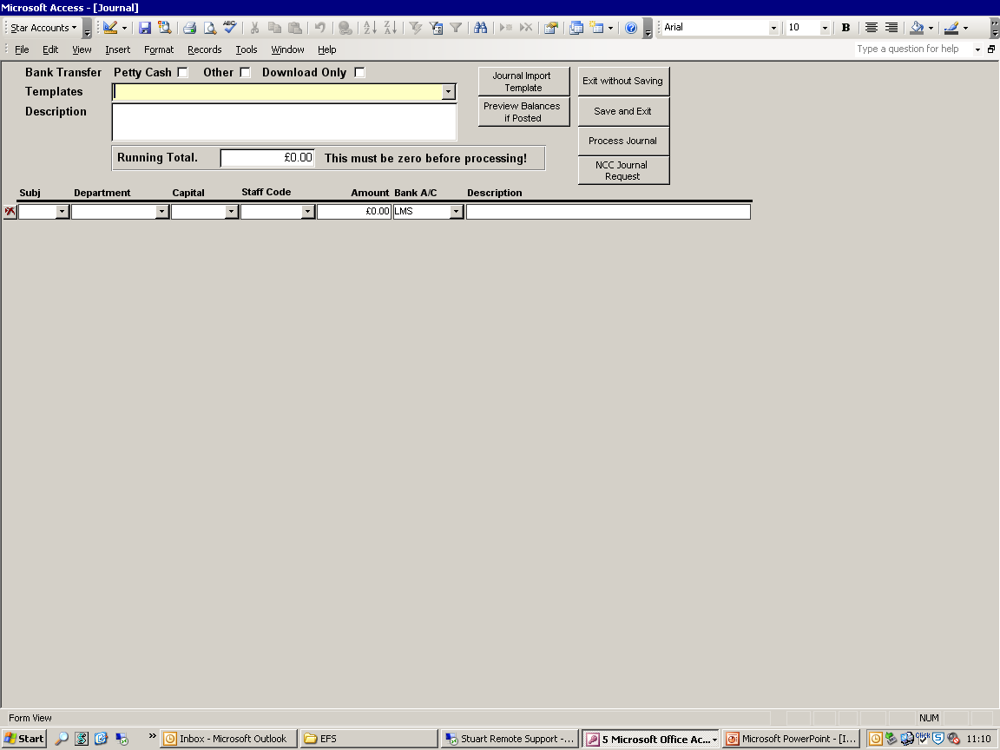 Microsoft Access - [Journal]
Star Accounts Arial 10 B
File Edit View Insert Format Records Tools Window Help Type a question for help
Bank Transfer Petty Cash Other Download Only
Templates
Description
Journal Import
Template
Preview Balances
if Posted
Exit without Saving
Save and Exit
Process Journal
NCC Journal
Request
Running Total. £0.00 This must be zero before processing!
Subj Department Capital Staff Code Amount Bank A/C Description
£0.00 LMS
Form View NUM
Start Inbox - Microsoft Outlook EFS Stuart Remote Support -... 5 Microsoft Office Ac... Microsoft PowerPoint - [I... Click 11:10